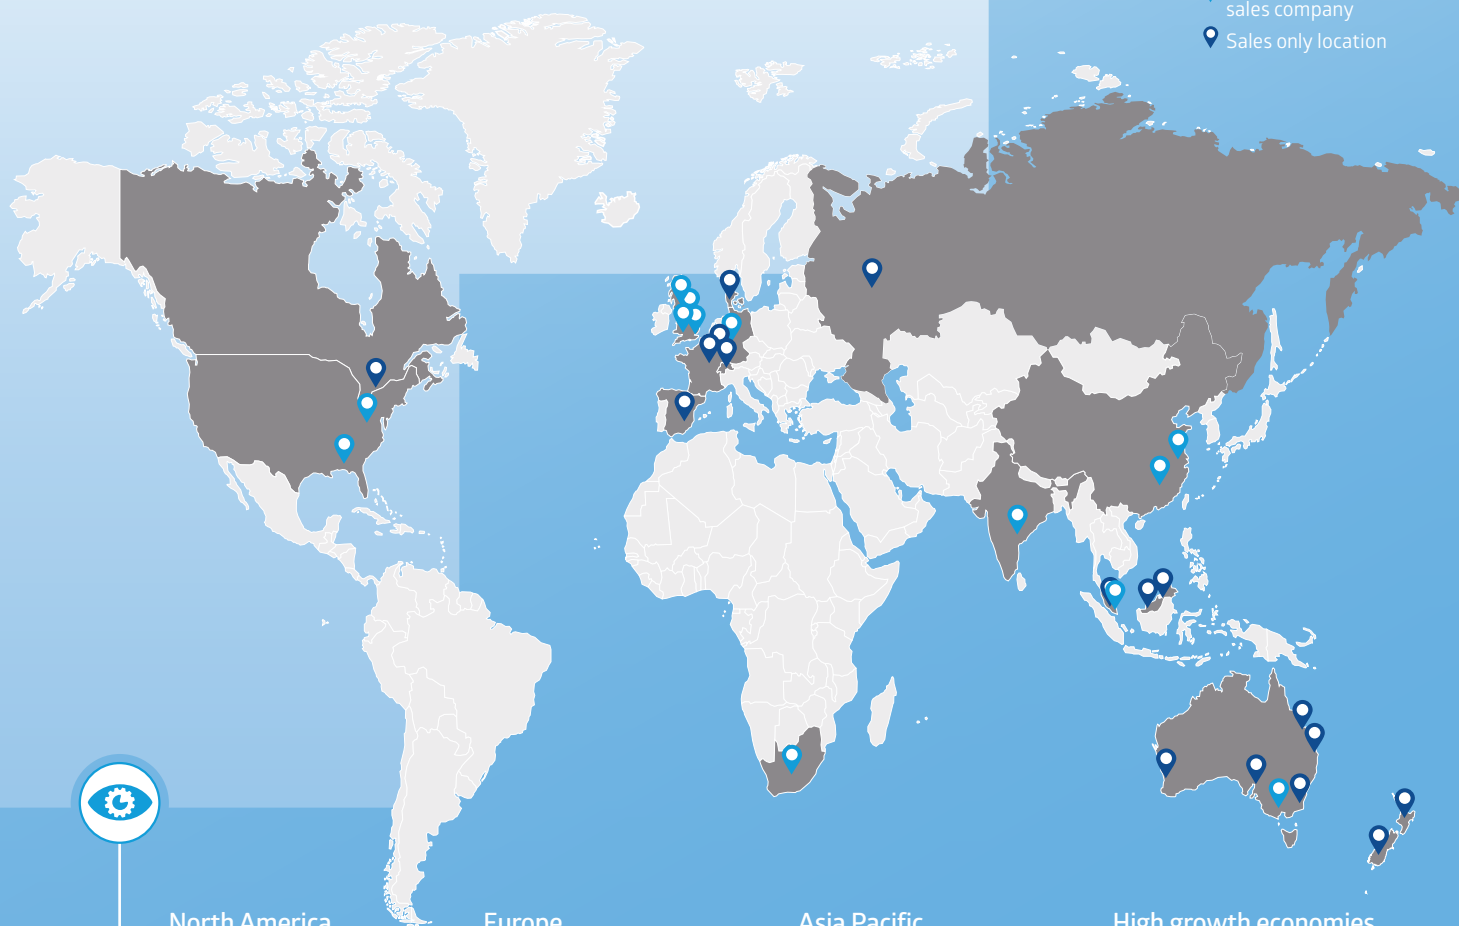 sales company
Sales only location
North America
Europe
Asia Pacific
High growth economies